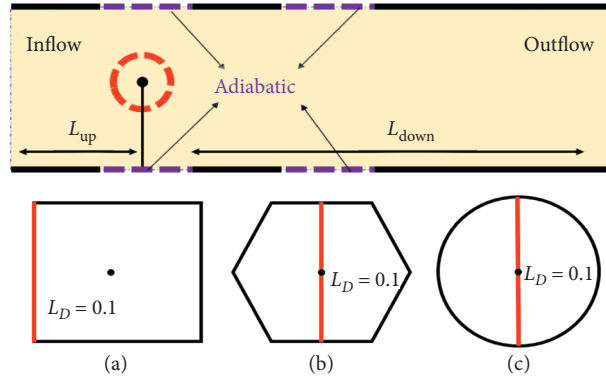 Inflow
Outflow
Adiabatic
L_up
L_down
L_D = 0.1
L_D = 0.1
L_D = 0.1
(a)
(b)
(c)